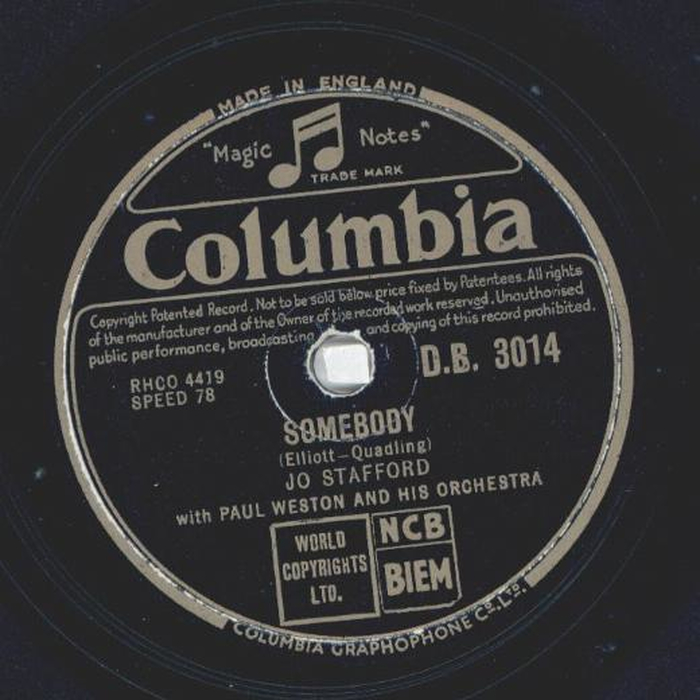 MADE IN ENGLAND
"Magic Notes"
TRADE MARK
Columbia
Copyright Patented Record. Not to be sold below price fixed by Patentees. All rights
of the manufacturer and of the Owner of the recorded work reserved. Unauthorised
public performance, broadcasting and copying of this record prohibited.
RHCO 4419
SPEED 78
D.B. 3014
SOMEBODY
(Elliott – Quadling)
JO STAFFORD
with PAUL WESTON AND HIS ORCHESTRA
WORLD
COPYRIGHTS
LTD.
NCB
BIEM
COLUMBIA GRAPHOPHONE Co. LTD.